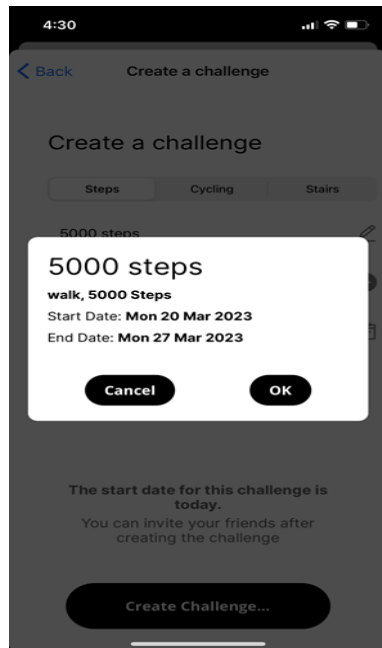 4:30
Back
Create a challenge
Create a challenge
Steps
Cycling
Stairs
5000 steps
5000 steps
walk, 5000 Steps
Start Date: Mon 20 Mar 2023
End Date: Mon 27 Mar 2023
Cancel
OK
The start date for this challenge is
today.
You can invite your friends after
creating the challenge
Create Challenge...